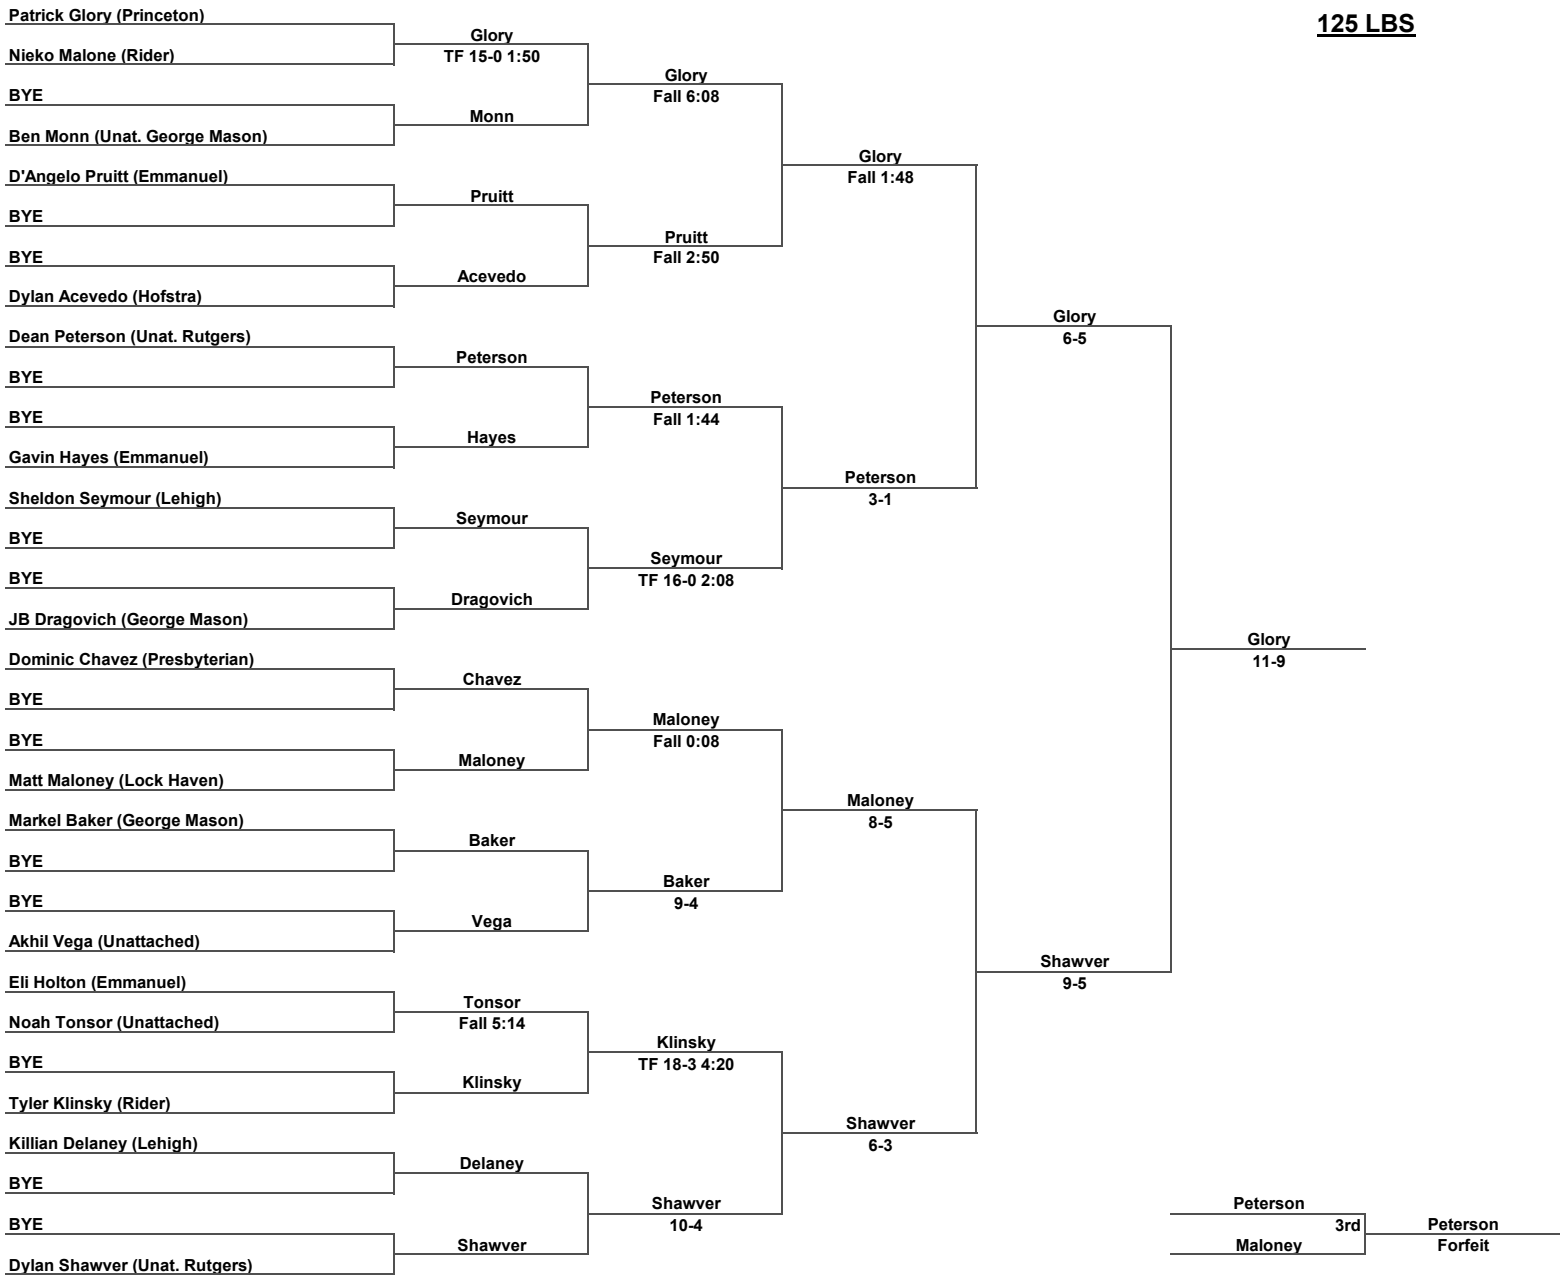 125 LBS
Patrick Glory (Princeton)
Nieko Malone (Rider)
BYE
Ben Monn (Unat. George Mason)
D'Angelo Pruitt (Emmanuel)
BYE
BYE
Dylan Acevedo (Hofstra)
Dean Peterson (Unat. Rutgers)
BYE
BYE
Gavin Hayes (Emmanuel)
Sheldon Seymour (Lehigh)
BYE
BYE
JB Dragovich (George Mason)
Dominic Chavez (Presbyterian)
BYE
BYE
Matt Maloney (Lock Haven)
Markel Baker (George Mason)
BYE
BYE
Akhil Vega (Unattached)
Eli Holton (Emmanuel)
Noah Tonsor (Unattached)
BYE
Tyler Klinsky (Rider)
Killian Delaney (Lehigh)
BYE
BYE
Dylan Shawver (Unat. Rutgers)
Glory
TF 15-0 1:50
Monn
Pruitt
Acevedo
Peterson
Hayes
Seymour
Dragovich
Chavez
Maloney
Baker
Vega
Tonsor
Fall 5:14
Klinsky
Delaney
Shawver
Glory
Fall 6:08
Pruitt
Fall 2:50
Peterson
Fall 1:44
Seymour
TF 16-0 2:08
Maloney
Fall 0:08
Baker
9-4
Klinsky
TF 18-3 4:20
Shawver
10-4
Glory
Fall 1:48
Peterson
3-1
Maloney
8-5
Shawver
6-3
Glory
6-5
Shawver
9-5
Glory
11-9
Peterson
3rd
Maloney
Peterson
Forfeit